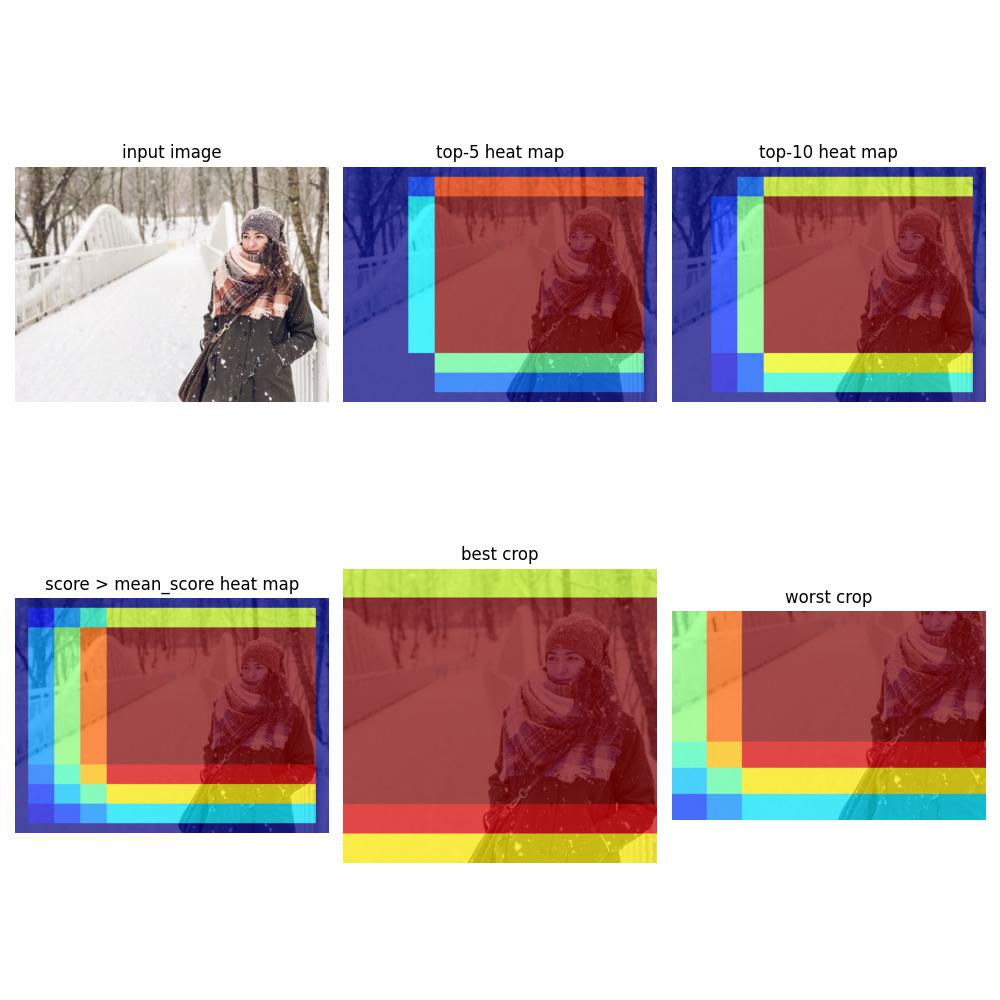 input image
top-5 heat map
top-10 heat map
score > mean_score heat map
best crop
worst crop